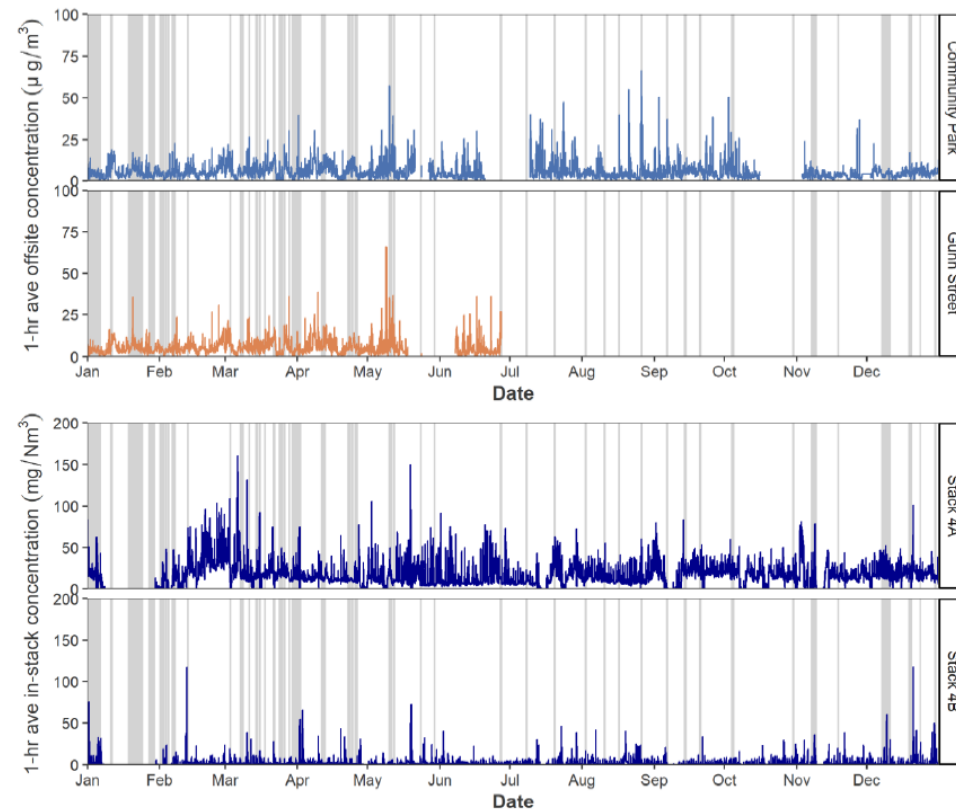 1-hr ave offsite concentration (μ g/m³)
100
75
50
25
0
Community Park
100
75
50
25
0
Gunn Street
Jan Feb Mar Apr May Jun Jul Aug Sep Oct Nov Dec
Date
1-hr ave in-stack concentration (mg/Nm³)
200
150
100
50
0
Stack 4A
200
150
100
50
0
Stack 4B
Jan Feb Mar Apr May Jun Jul Aug Sep Oct Nov Dec
Date